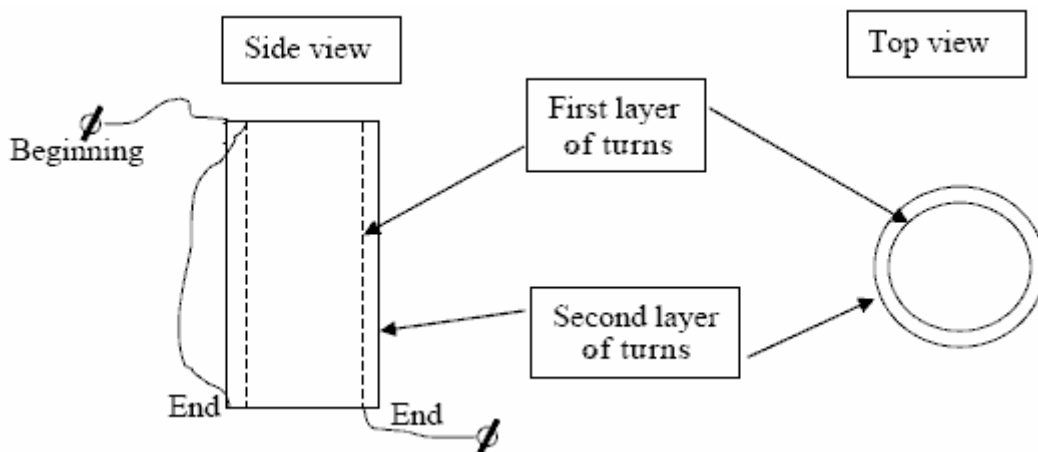 Side view
Top view
First layer
of turns
Beginning
Second layer
of turns
End
End